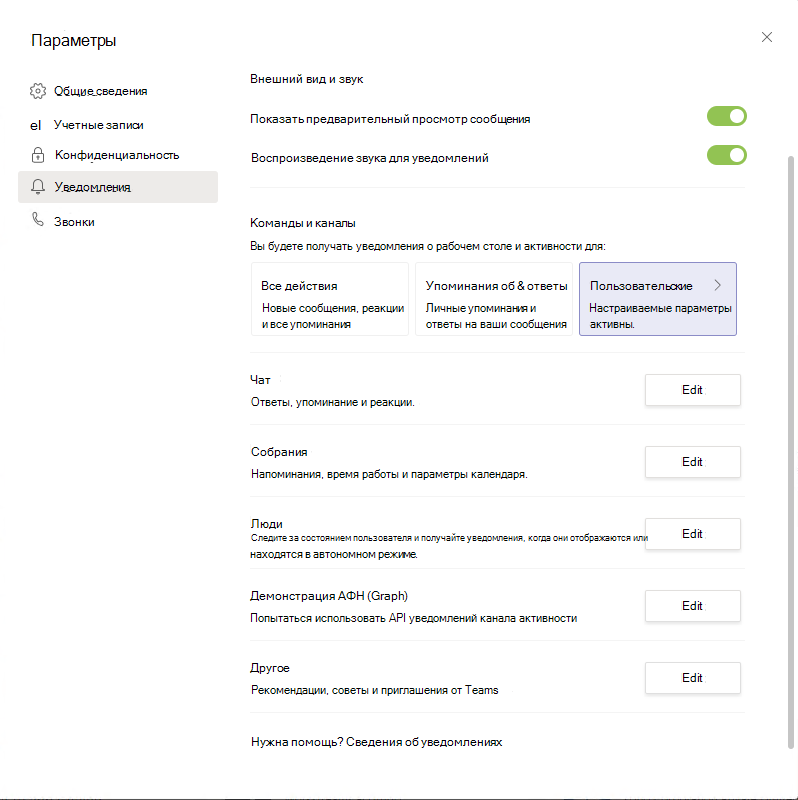 Параметры
Общие сведения
el Учетные записи
Конфиденциальность
Уведомления
Звонки
Внешний вид и звук
Показать предварительный просмотр сообщения
Воспроизведение звука для уведомлений
Команды и каналы
Вы будете получать уведомления о рабочем столе и активности для:
Все действия
Новые сообщения, реакции
и все упоминания
Упоминания об & ответы
Личные упоминания и
ответы на ваши сообщения
Пользовательские
Настраиваемые параметры
активны.
Чат
Ответы, упоминание и реакции.
Edit
Собрания
Напоминания, время работы и параметры календаря.
Edit
Люди
Следите за состоянием пользователя и получайте уведомления, когда они отображаются или
находятся в автономном режиме.
Edit
Демонстрация АФН (Graph)
Попытаться использовать API уведомлений канала активности
Edit
Другое
Рекомендации, советы и приглашения от Teams
Edit
Нужна помощь? Сведения об уведомлениях